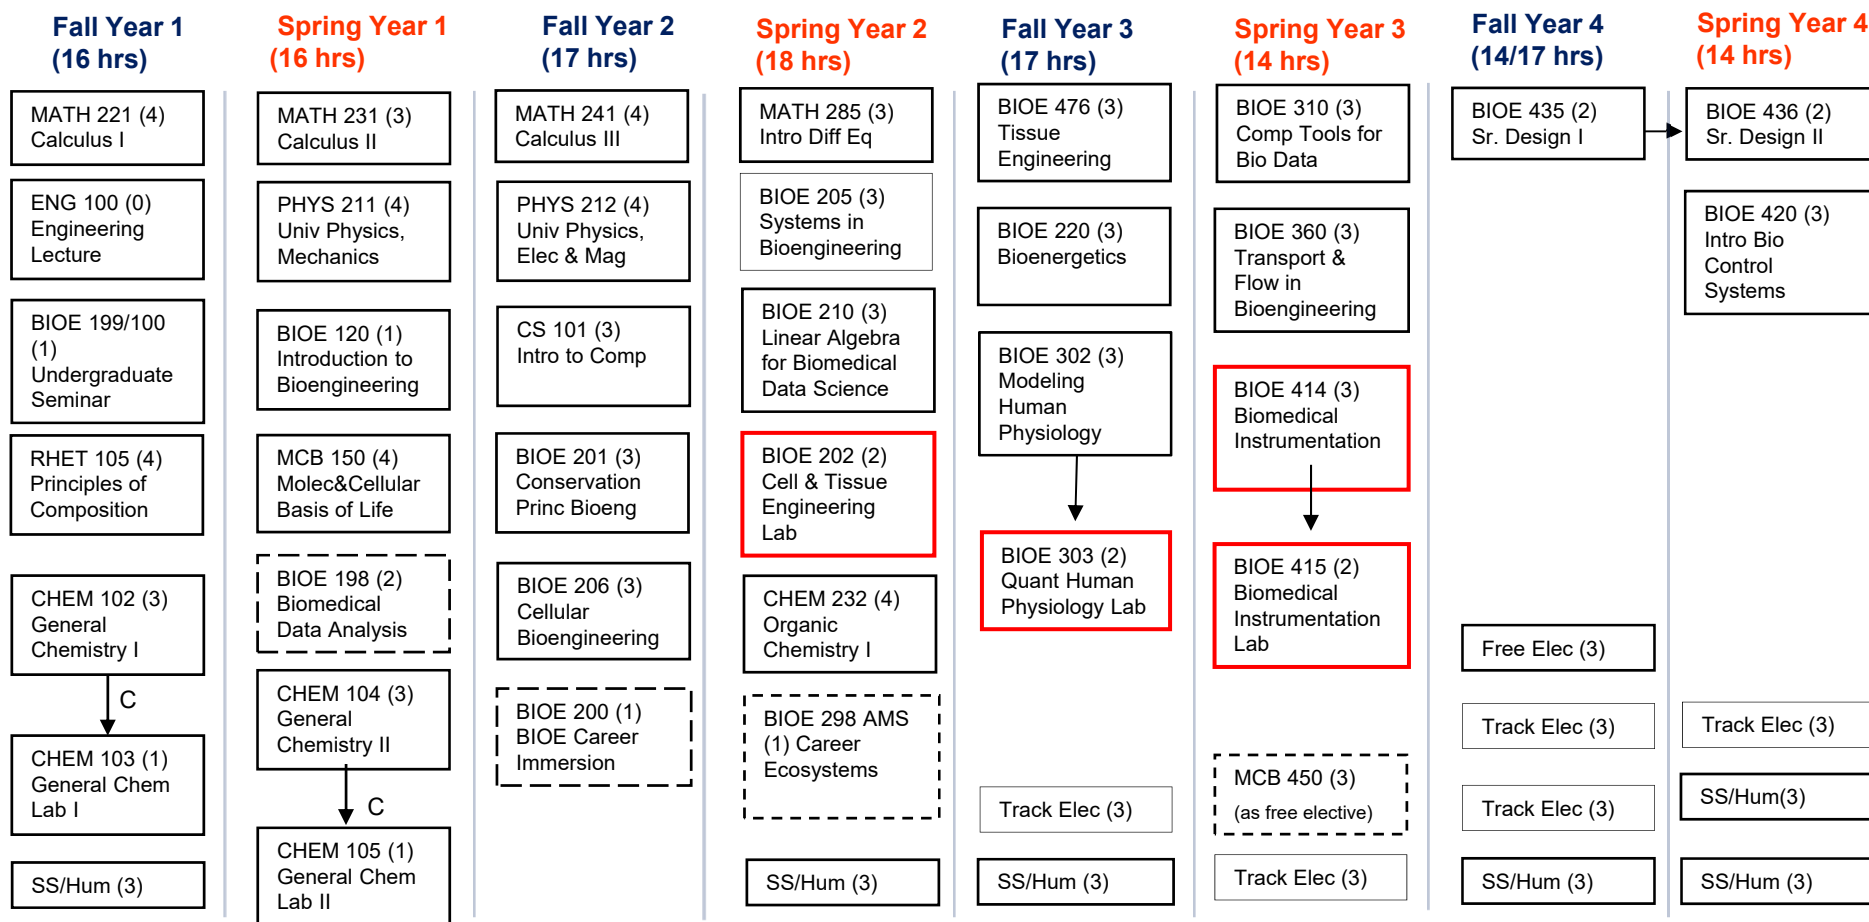 Fall Year 1
(16 hrs)
MATH 221 (4)
Calculus I
ENG 100 (0)
Engineering
Lecture
BIOE 199/100
(1)
Undergraduate
Seminar
RHET 105 (4)
Principles of
Composition
CHEM 102 (3)
General
Chemistry I
C
CHEM 103 (1)
General Chem
Lab I
SS/Hum (3)
Spring Year 1
(16 hrs)
MATH 231 (3)
Calculus II
PHYS 211 (4)
Univ Physics,
Mechanics
BIOE 120 (1)
Introduction to
Bioengineering
MCB 150 (4)
Molec&Cellular
Basis of Life
BIOE 198 (2)
Biomedical
Data Analysis
CHEM 104 (3)
General
Chemistry II
C
CHEM 105 (1)
General Chem
Lab II
Fall Year 2
(17 hrs)
MATH 241 (4)
Calculus III
PHYS 212 (4)
Univ Physics,
Elec & Mag
CS 101 (3)
Intro to Comp
BIOE 201 (3)
Conservation
Princ Bioeng
BIOE 206 (3)
Cellular
Bioengineering
BIOE 200 (1)
BIOE Career
Immersion
Spring Year 2
(18 hrs)
MATH 285 (3)
Intro Diff Eq
BIOE 205 (3)
Systems in
Bioengineering
BIOE 210 (3)
Linear Algebra
for Biomedical
Data Science
BIOE 202 (2)
Cell & Tissue
Engineering
Lab
CHEM 232 (4)
Organic
Chemistry I
BIOE 298 AMS
(1) Career
Ecosystems
SS/Hum (3)
Fall Year 3
(17 hrs)
BIOE 476 (3)
Tissue
Engineering
BIOE 220 (3)
Bioenergetics
BIOE 302 (3)
Modeling
Human
Physiology
BIOE 303 (2)
Quant Human
Physiology Lab
Track Elec (3)
SS/Hum (3)
Spring Year 3
(14 hrs)
BIOE 310 (3)
Comp Tools for
Bio Data
BIOE 360 (3)
Transport &
Flow in
Bioengineering
BIOE 414 (3)
Biomedical
Instrumentation
BIOE 415 (2)
Biomedical
Instrumentation
Lab
MCB 450 (3)
(as free elective)
Track Elec (3)
Fall Year 4
(14/17 hrs)
BIOE 435 (2)
Sr. Design I
Free Elec (3)
Track Elec (3)
Track Elec (3)
SS/Hum (3)
Spring Year 4
(14 hrs)
BIOE 436 (2)
Sr. Design II
BIOE 420 (3)
Intro Bio
Control
Systems
Track Elec (3)
SS/Hum(3)
SS/Hum (3)